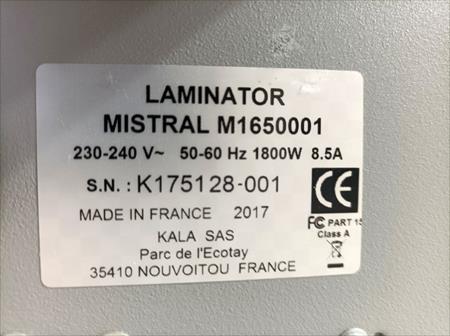 LAMINATOR
MISTRAL M1650001
230-240 V~ 50-60 Hz 1800W 8.5A
S.N. : K175128-001
CE
MADE IN FRANCE 2017
FC PART 15
Class A
KALA SAS
Parc de l'Ecotay
35410 NOUVOITOU FRANCE